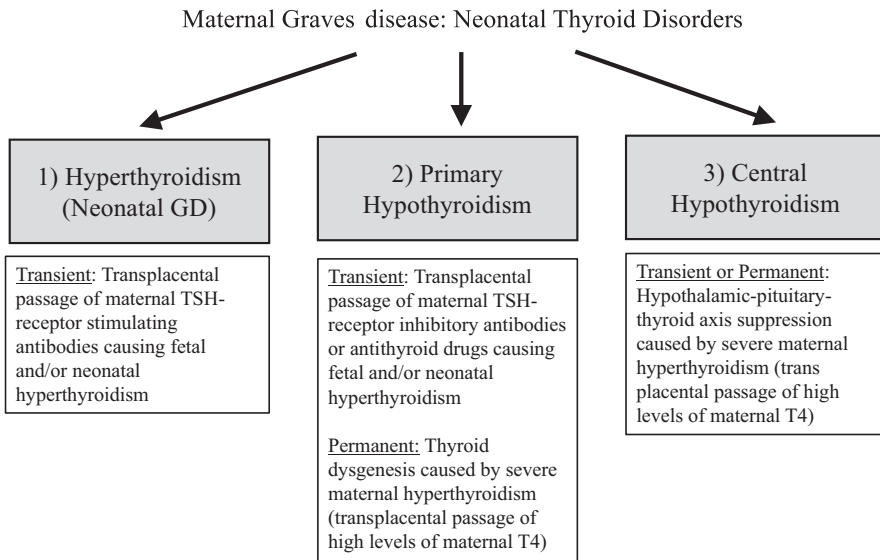 Maternal Graves disease: Neonatal Thyroid Disorders
1) Hyperthyroidism
(Neonatal GD)
Transient: Transplacental
passage of maternal TSH-
receptor stimulating
antibodies causing fetal
and/or neonatal
hyperthyroidism
2) Primary
Hypothyroidism
Transient: Transplacental
passage of maternal TSH-
receptor inhibitory antibodies
or antithyroid drugs causing
fetal and/or neonatal
hyperthyroidism
Permanent: Thyroid
dysgenesis caused by severe
maternal hyperthyroidism
(transplacental passage of
high levels of maternal T4)
3) Central
Hypothyroidism
Transient or Permanent:
Hypothalamic-pituitary-
thyroid axis suppression
caused by severe maternal
hyperthyroidism (trans
placental passage of high
levels of maternal T4)